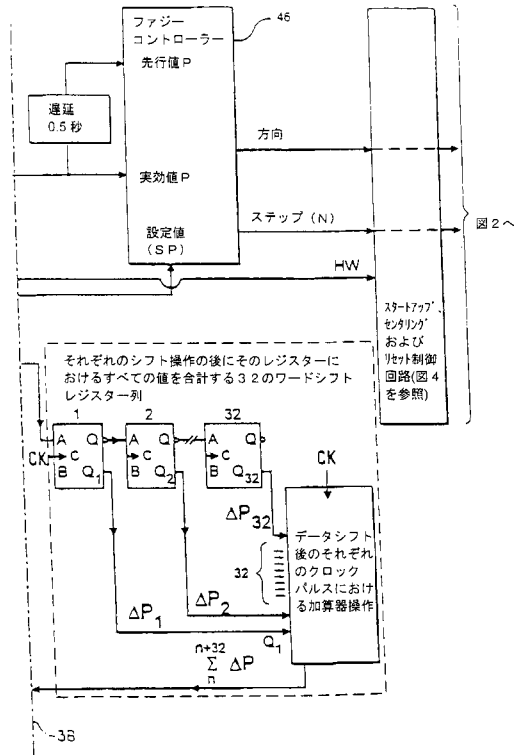 ファジー
コントローラー
46
先行値P
遅延
0.5 秒
方向
実効値P
ステップ (N)
図2へ
設定値
(SP)
HW
スタートアップ、
センタリング
および
リセット制御
回路(図4
を参照)
それぞれのシフト操作の後にそのレジスターに
おけるすべての値を合計する32のワードシフト
レジスター列
1
2
32
A Q
A Q
A Q
CK
C
C
C
B Q1
B Q2
B Q32
CK
ΔP32
データシフト
後のそれぞれ
のクロック
パルスにおけ
る加算器操作
32
ΔP1
ΔP2
Q1
n+32
Σ ΔP
n
38